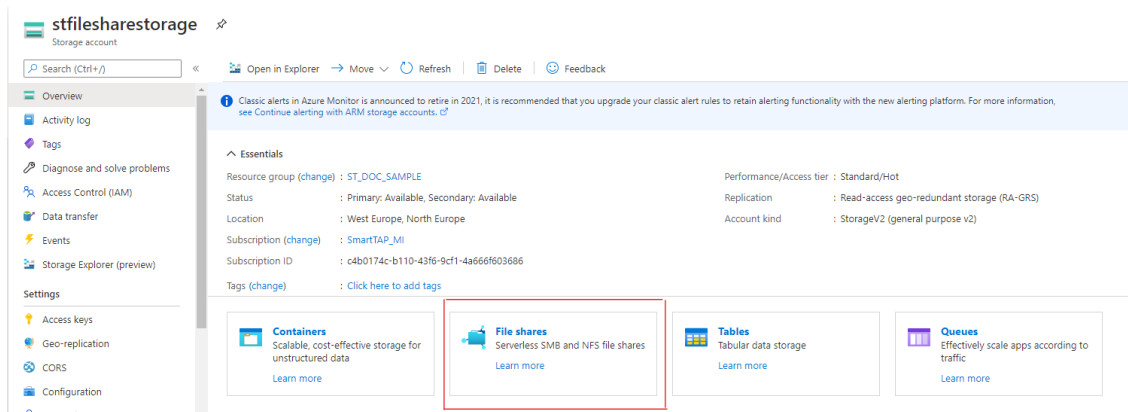 stfilesharestorage
Storage account
Search (Ctrl+/)
«
Overview
Activity log
Tags
Diagnose and solve problems
Access Control (IAM)
Data transfer
Events
Storage Explorer (preview)
Settings
Access keys
Geo-replication
CORS
Configuration
Open in Explorer Move Refresh Delete Feedback
Classic alerts in Azure Monitor is announced to retire in 2021, it is recommended that you upgrade your classic alert rules to retain alerting functionality with the new alerting platform. For more information,
see Continue alerting with ARM storage accounts.
Essentials
Resource group (change) : ST_DOC_SAMPLE
Status : Primary: Available, Secondary: Available
Location : West Europe, North Europe
Subscription (change) : SmartTAP_MI
Subscription ID : c4b0174c-b110-43f6-9cf1-4a666f603686
Tags (change) : Click here to add tags
Performance/Access tier : Standard/Hot
Replication : Read-access geo-redundant storage (RA-GRS)
Account kind : StorageV2 (general purpose v2)
Containers
Scalable, cost-effective storage for
unstructured data
Learn more
File shares
Serverless SMB and NFS file shares
Learn more
Tables
Tabular data storage
Learn more
Queues
Effectively scale apps according to
traffic
Learn more